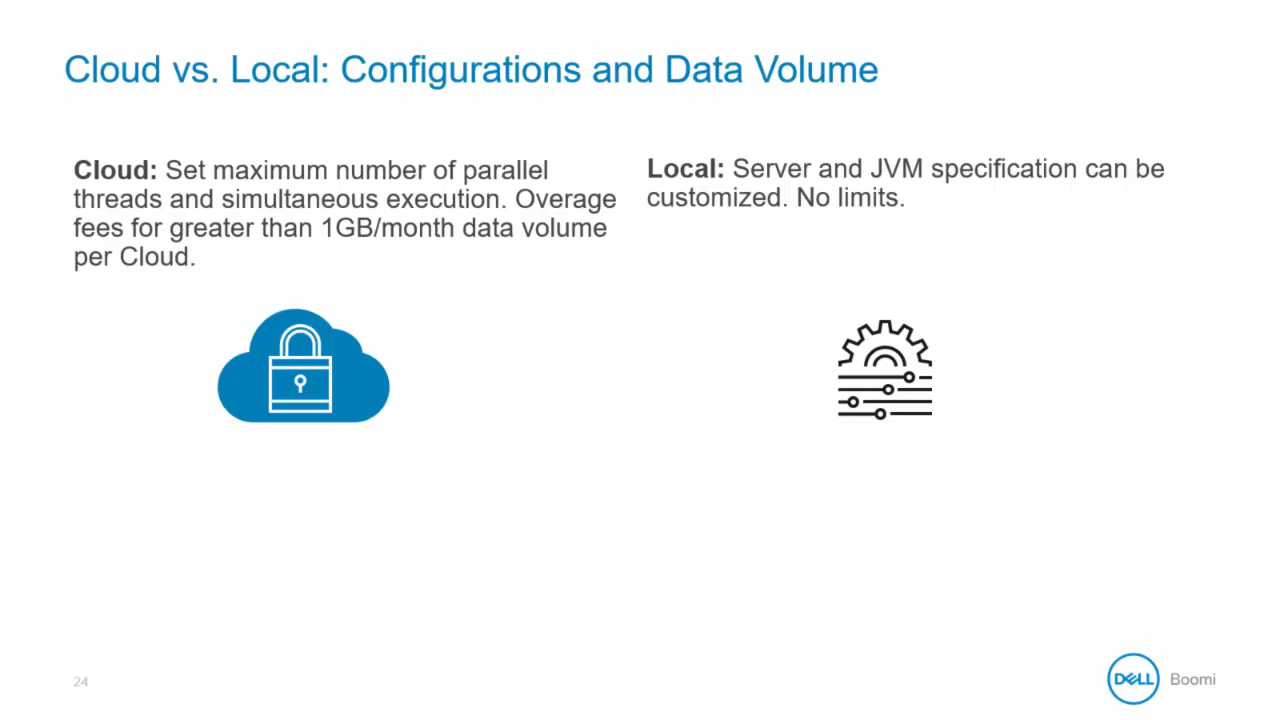 Cloud vs. Local: Configurations and Data Volume
Cloud: Set maximum number of parallel
threads and simultaneous execution. Overage
fees for greater than 1GB/month data volume
per Cloud.
Local: Server and JVM specification can be
customized. No limits.
24
DELL Boomi